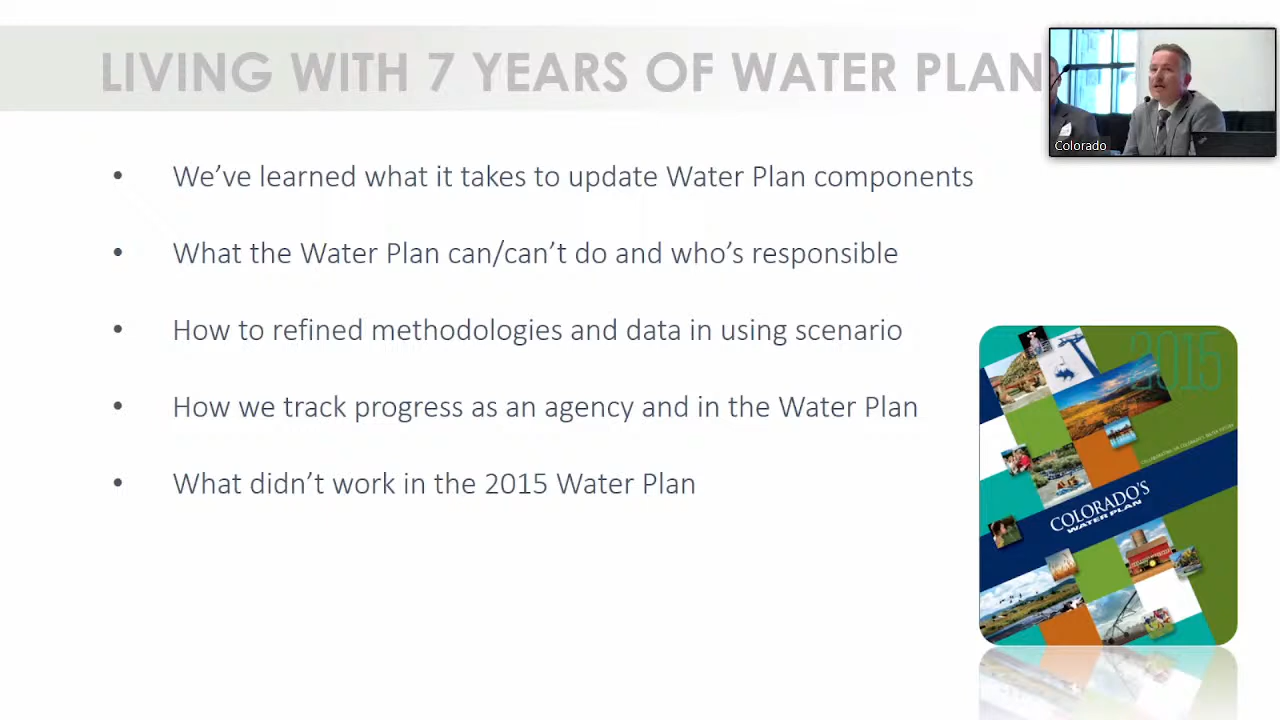 LIVING WITH 7 YEARS OF WATER PLAN
Colorado
• We’ve learned what it takes to update Water Plan components
• What the Water Plan can/can’t do and who’s responsible
• How to refined methodologies and data in using scenario
• How we track progress as an agency and in the Water Plan
• What didn’t work in the 2015 Water Plan
2015
COLORADO'S
WATER PLAN